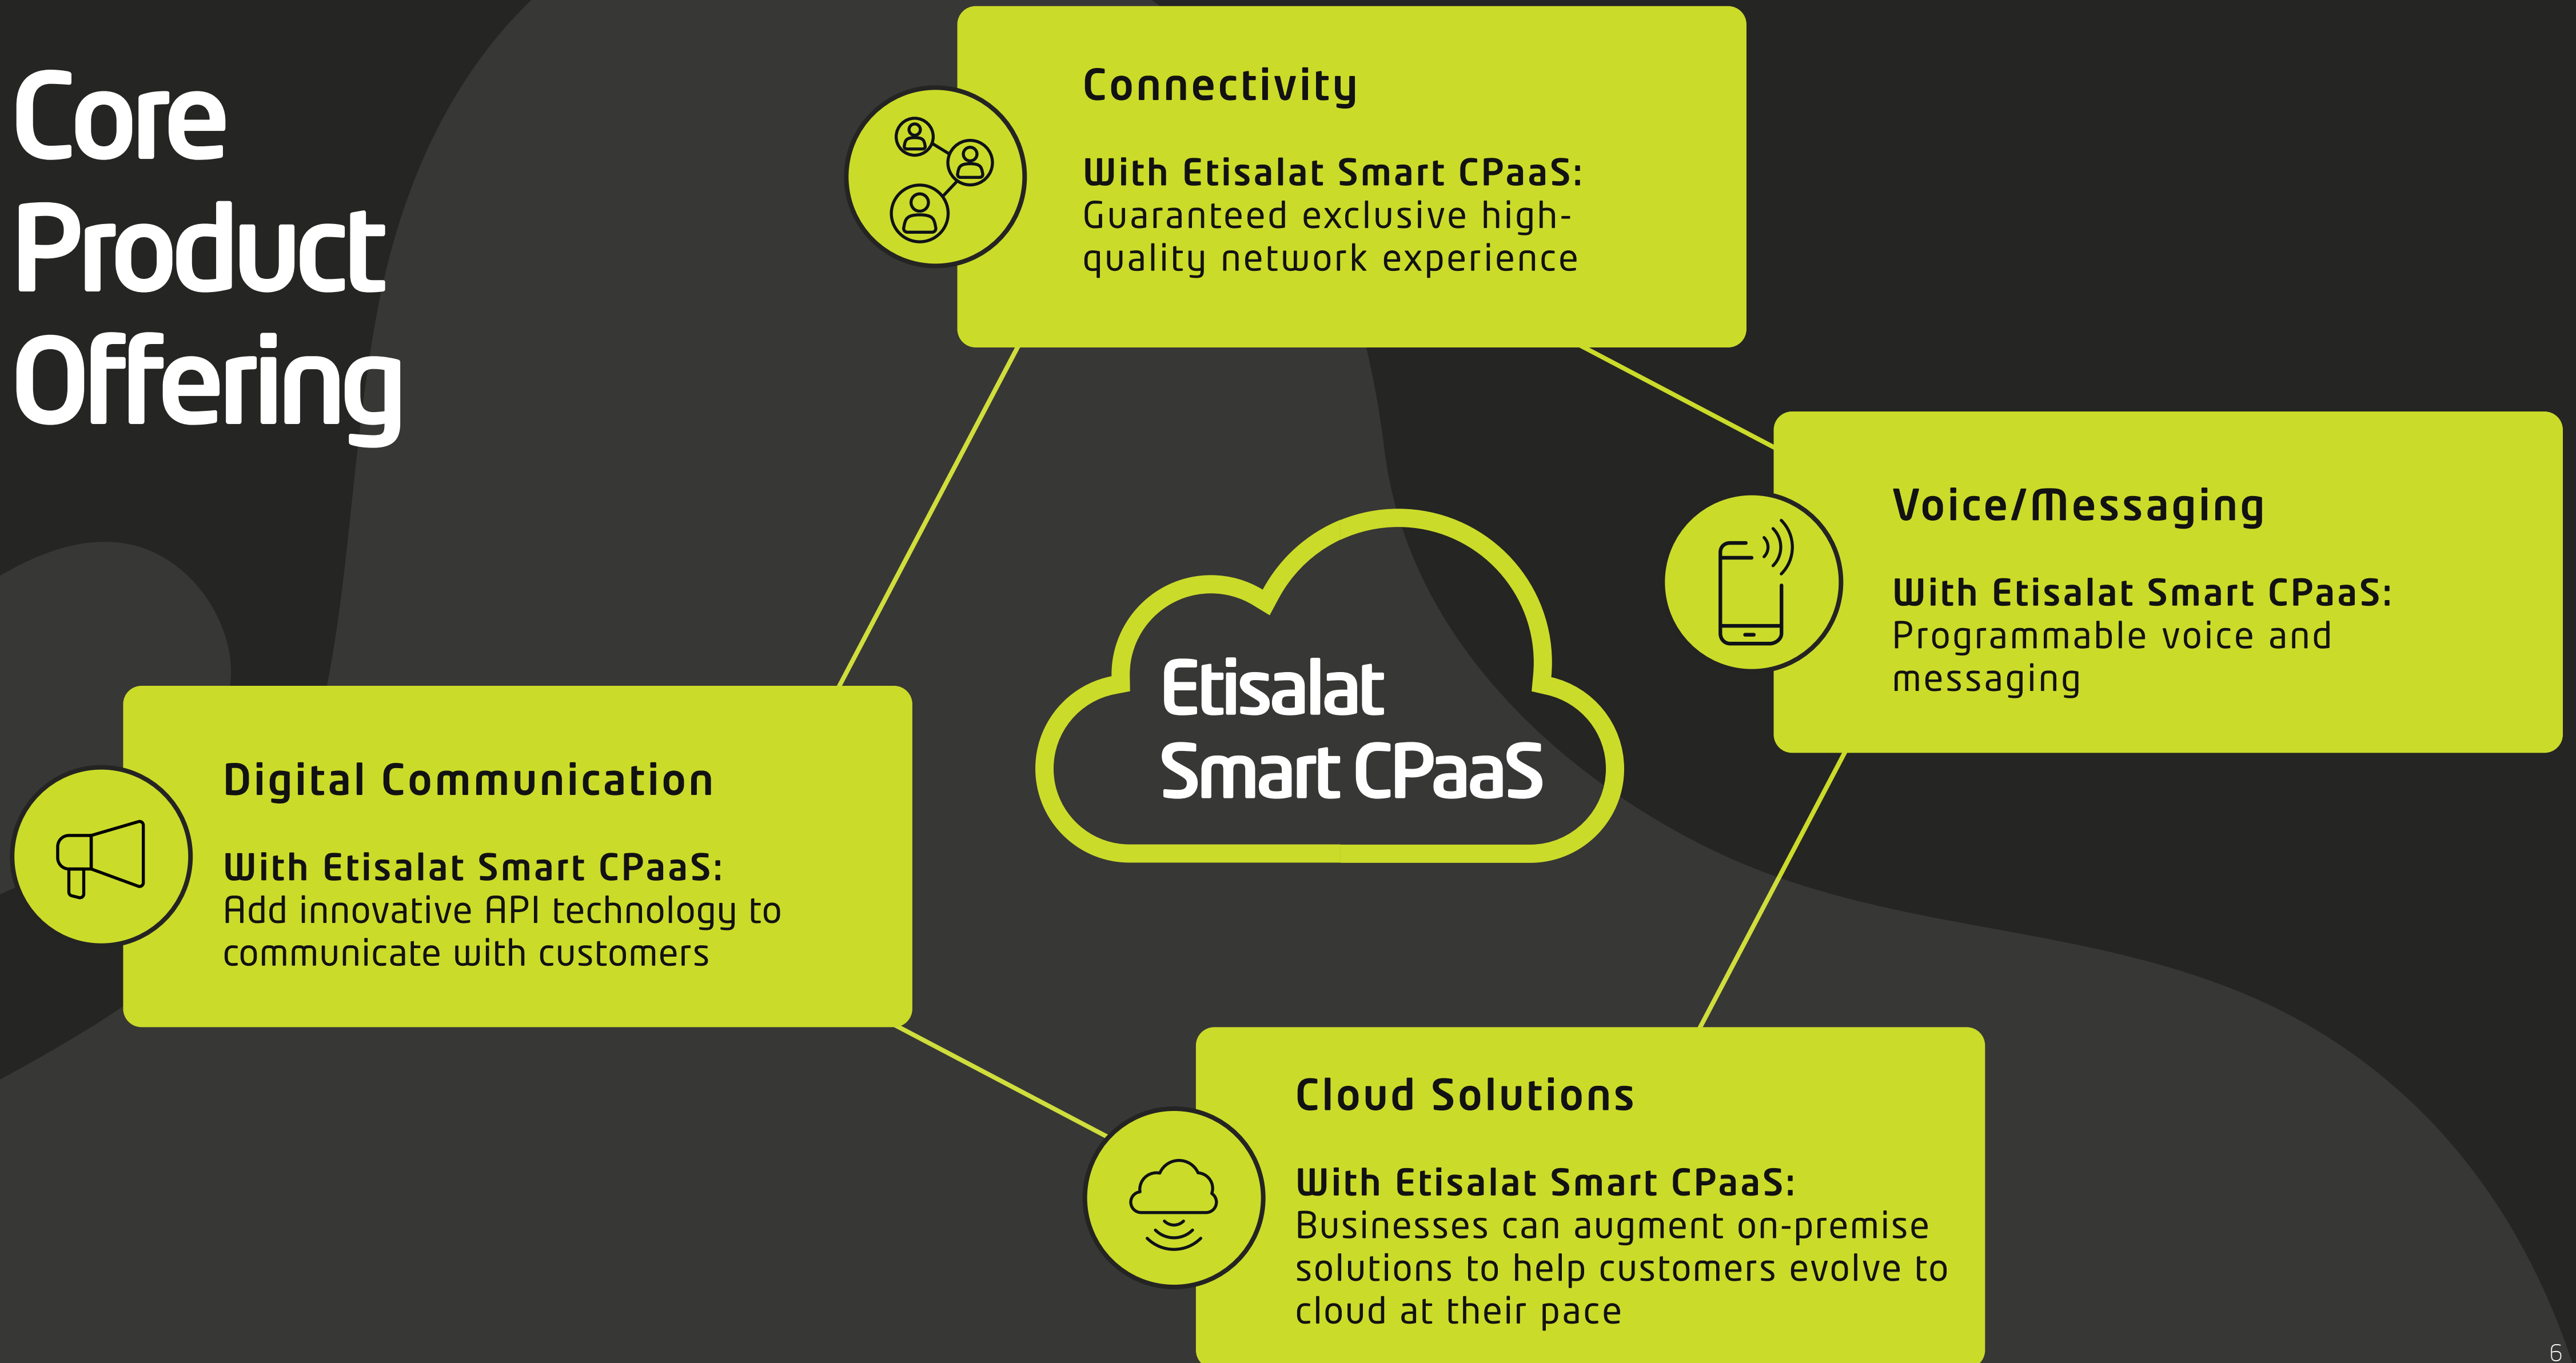 Core
Product
Offering
Connectivity
With Etisalat Smart CPaaS:
Guaranteed exclusive high-
quality network experience
Voice/Messaging
With Etisalat Smart CPaaS:
Programmable voice and
messaging
Etisalat
Smart CPaaS
Digital Communication
With Etisalat Smart CPaaS:
Add innovative API technology to
communicate with customers
Cloud Solutions
With Etisalat Smart CPaaS:
Businesses can augment on-premise
solutions to help customers evolve to
cloud at their pace
6